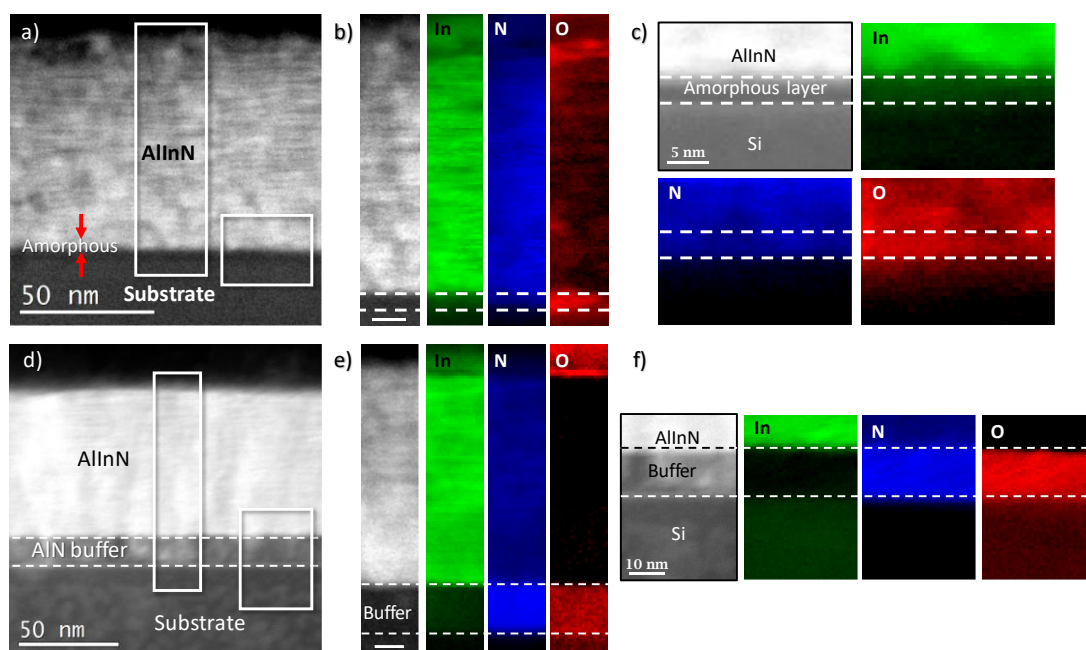 a)
AlInN
Amorphous
Substrate
50 nm
b)
In
N
O
c)
AlInN
Amorphous layer
Si
5 nm
In
N
O
d)
AlInN
AlN buffer
Substrate
50 nm
e)
Buffer
In
N
O
f)
AlInN
Buffer
Si
10 nm
In
N
O